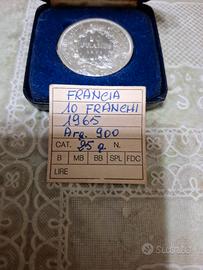 FRANCIA
10 FRANCHI
1965
Arg. 900
CAT. 25 g N.
B MB BB SPL FDC
LIRE